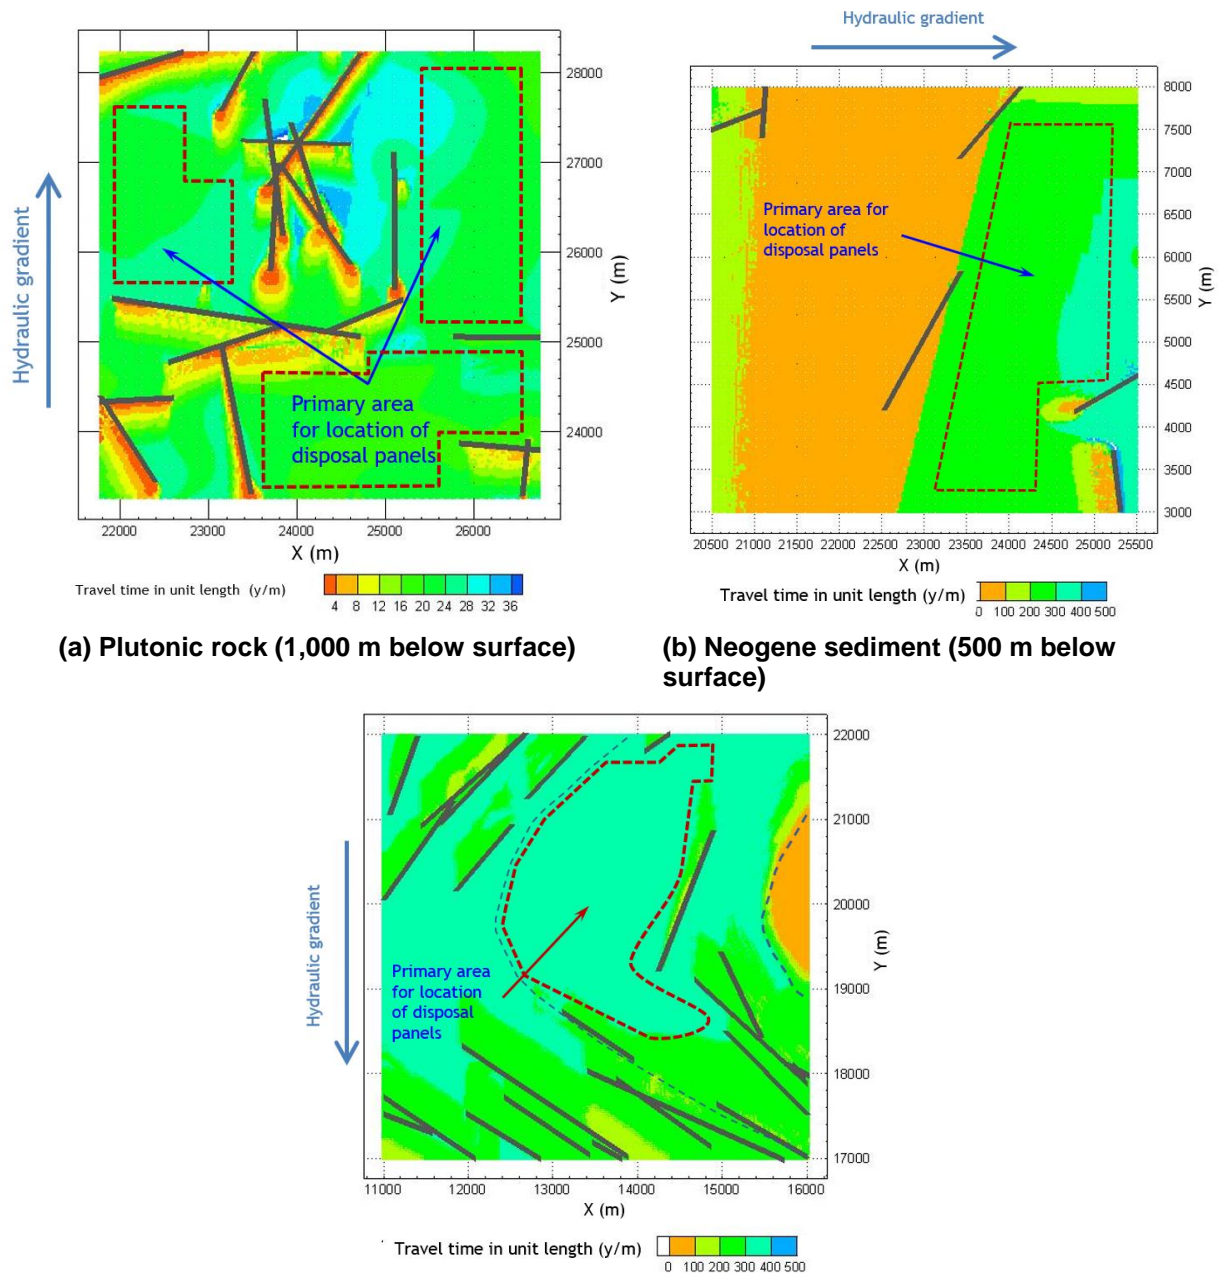 Hydraulic gradient
28000
27000
26000
25000
24000
Y (m)
Hydraulic gradient
Primary area
for location of
disposal panels
22000 23000 24000 25000 26000
X (m)
Travel time in unit length (y/m)
4 8 12 16 20 24 28 32 36
(a) Plutonic rock (1,000 m below surface)
8000
7500
7000
6500
6000
5500
5000
4500
4000
3500
3000
Y (m)
Primary area for
location of
disposal panels
20500 21000 21500 22000 22500 23000 23500 24000 24500 25000 25500
X (m)
Travel time in unit length (y/m)
0 100 200 300 400 500
(b) Neogene sediment (500 m below
surface)
22000
21000
20000
19000
18000
17000
Y (m)
Hydraulic gradient
Primary area
for location
of disposal
panels
11000 12000 13000 14000 15000 16000
X (m)
Travel time in unit length (y/m)
0 100 200 300 400 500